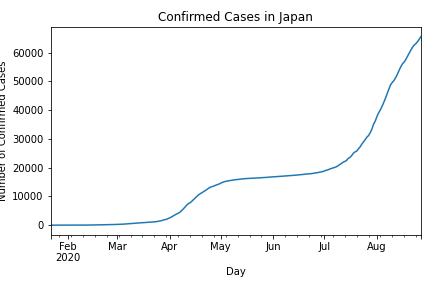 Confirmed Cases in Japan
Number of Confirmed Cases
60000
50000
40000
30000
20000
10000
0
Feb Mar Apr May Jun Jul Aug
2020
Day